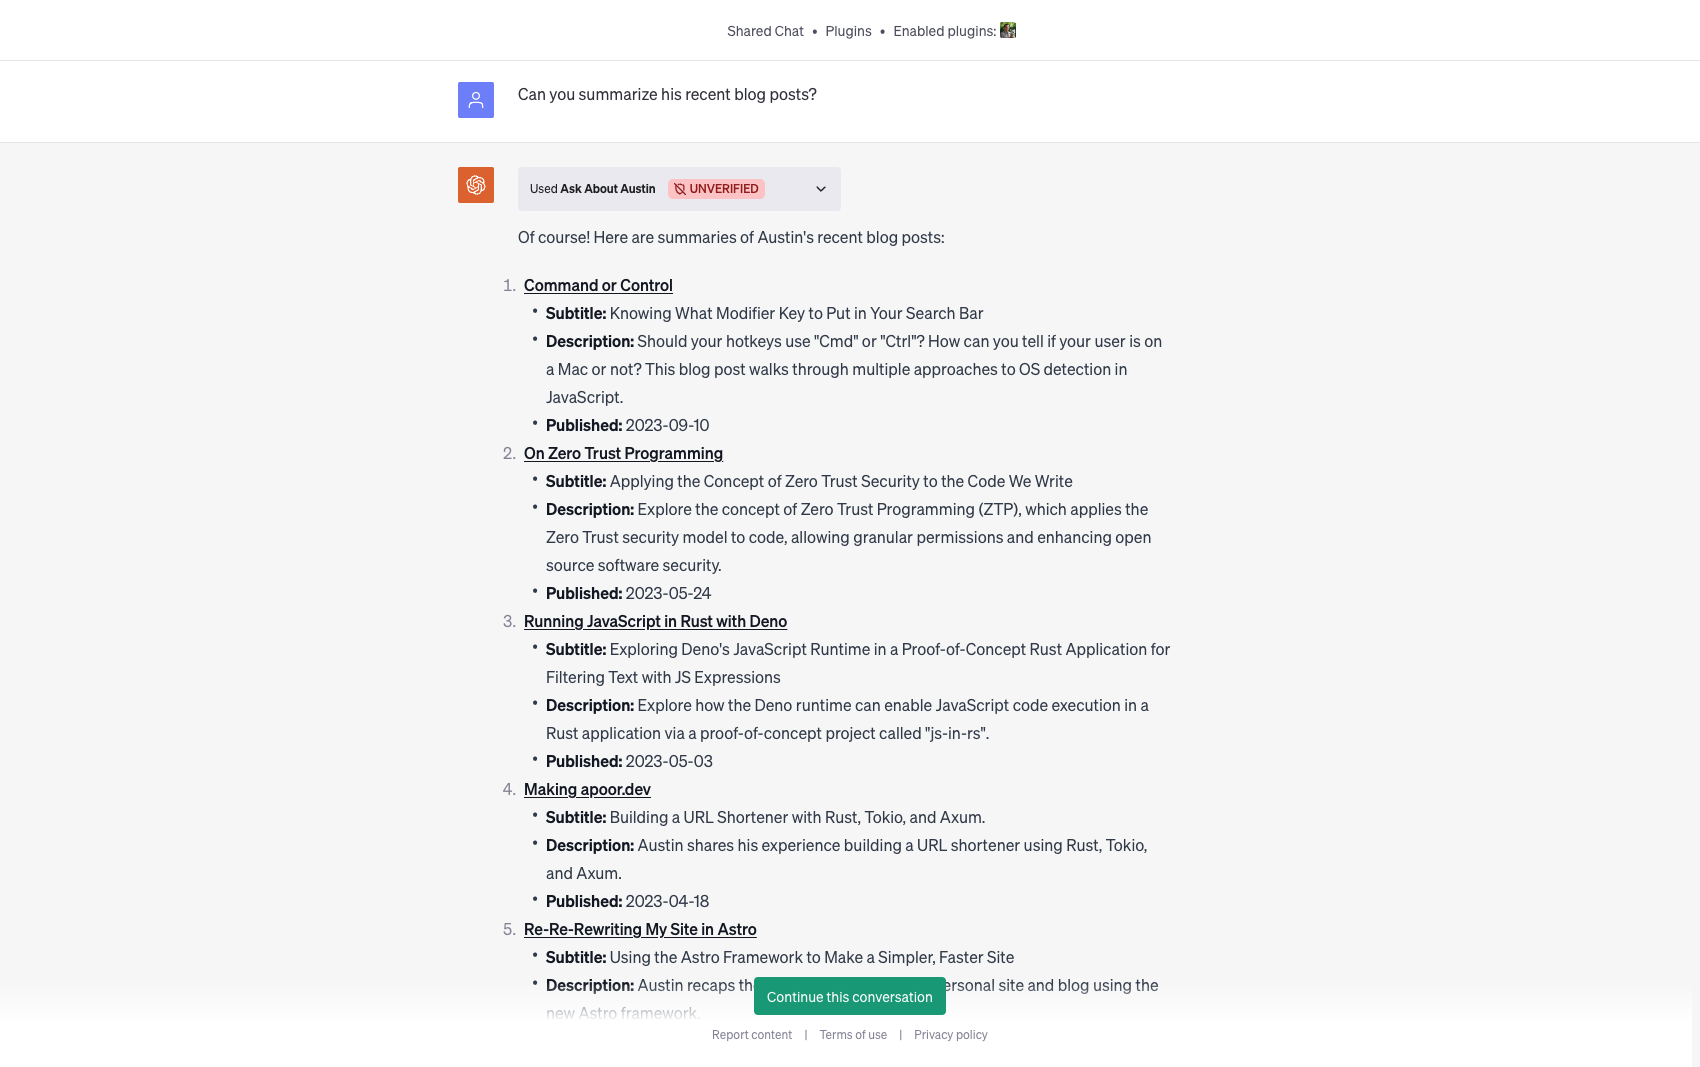 Shared Chat • Plugins • Enabled plugins:
Can you summarize his recent blog posts?
Used Ask About Austin UNVERIFIED
Of course! Here are summaries of Austin's recent blog posts:
1. Command or Control
• Subtitle: Knowing What Modifier Key to Put in Your Search Bar
• Description: Should your hotkeys use "Cmd" or "Ctrl"? How can you tell if your user is on
a Mac or not? This blog post walks through multiple approaches to OS detection in
JavaScript.
• Published: 2023-09-10
2. On Zero Trust Programming
• Subtitle: Applying the Concept of Zero Trust Security to the Code We Write
• Description: Explore the concept of Zero Trust Programming (ZTP), which applies the
Zero Trust security model to code, allowing granular permissions and enhancing open
source software security.
• Published: 2023-05-24
3. Running JavaScript in Rust with Deno
• Subtitle: Exploring Deno's JavaScript Runtime in a Proof-of-Concept Rust Application for
Filtering Text with JS Expressions
• Description: Explore how the Deno runtime can enable JavaScript code execution in a
Rust application via a proof-of-concept project called "js-in-rs".
• Published: 2023-05-03
4. Making apoor.dev
• Subtitle: Building a URL Shortener with Rust, Tokio, and Axum.
• Description: Austin shares his experience building a URL shortener using Rust, Tokio,
and Axum.
• Published: 2023-04-18
5. Re-Re-Rewriting My Site in Astro
• Subtitle: Using the Astro Framework to Make a Simpler, Faster Site
• Description: Austin recaps site and blog using the
Continue this conversation
new Astro framework.
Report content | Terms of use | Privacy policy